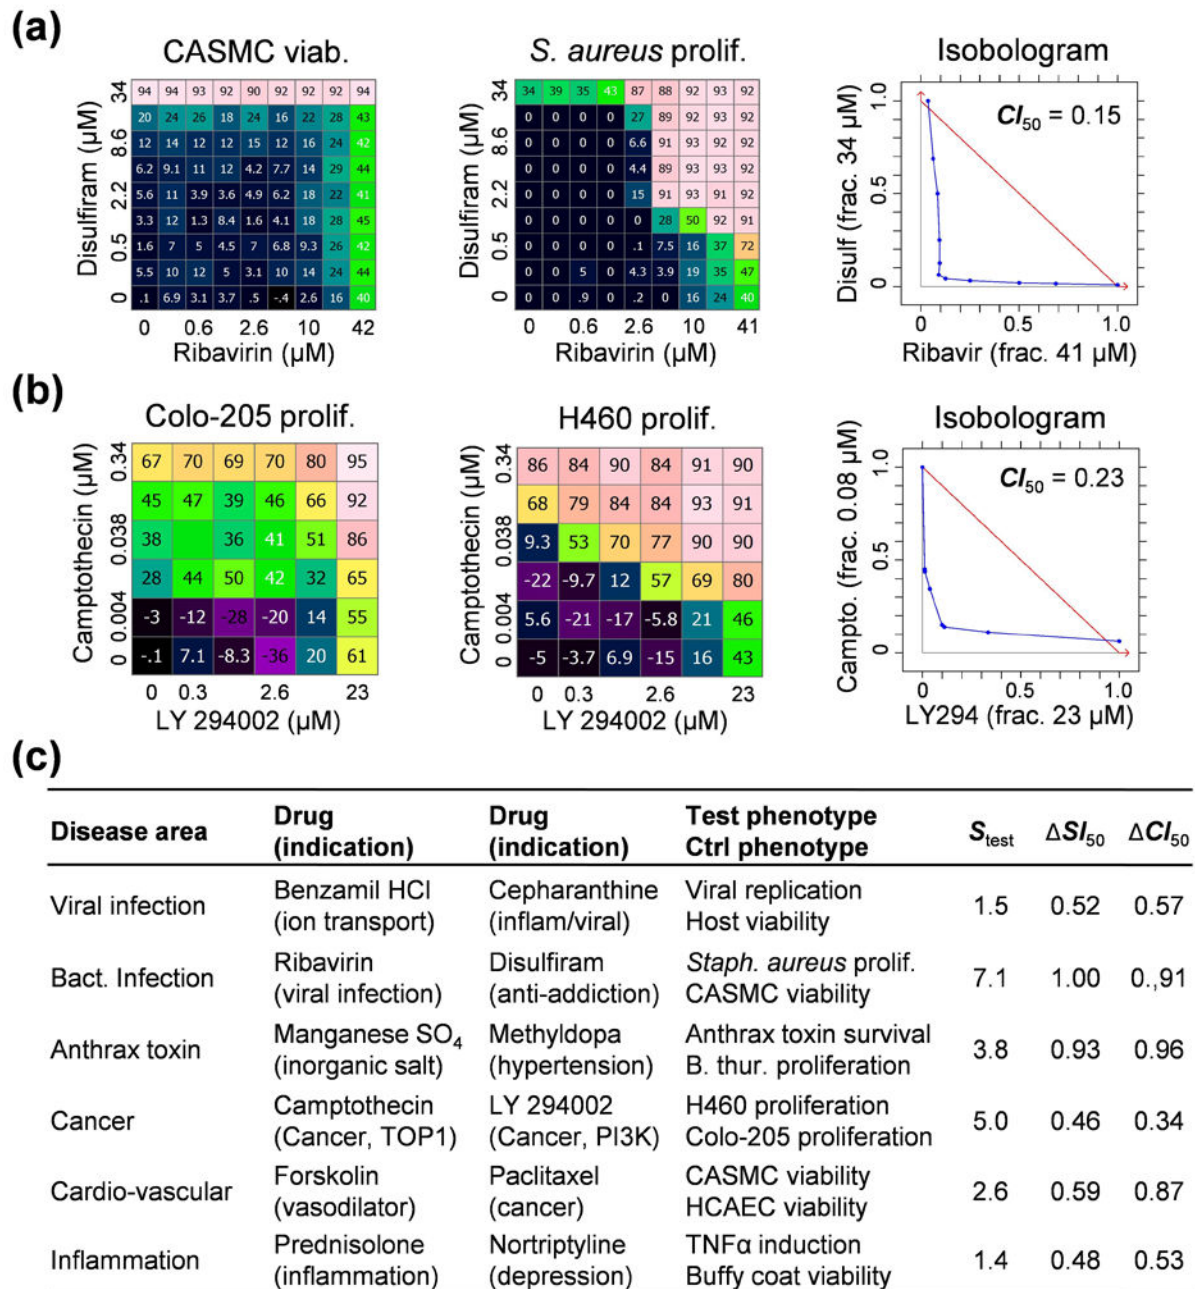 (a)
CASMC viab.
S. aureus prolif.
Isobologram
Disulfiram (µM)
34
8.6
2.2
0.5
0
94 94 93 92 90 92 92 92 94
20 24 26 18 24 16 22 28 43
12 14 12 12 15 12 16 24 42
6.2 9.1 11 12 4.2 7.7 14 29 44
5.6 11 3.9 3.6 4.9 6.2 18 22 41
3.3 12 1.3 8.4 1.6 4.1 18 28 45
1.6 7 5 4.5 7 6.8 9.3 26 42
5.5 10 12 5 3.1 10 14 24 44
.1 6.9 3.1 3.7 .5 -.4 2.6 16 40
0 0.6 2.6 10 42
Ribavirin (µM)
Disulfiram (µM)
34
8.6
2.2
0.5
0
34 39 35 43 87 88 92 93 92
0 0 0 0 27 89 92 93 92
0 0 0 0 6.6 91 92 92 92
0 0 0 0 4.4 89 93 93 92
0 0 0 0 15 91 93 91 92
0 0 0 0 0 28 50 92 91
0 0 0 0 .1 7.5 16 37 72
0 0 5 0 4.3 3.9 19 35 47
0 0 .9 0 .2 0 16 24 40
0 0.6 2.6 10 41
Ribavirin (µM)
Disulf (frac. 34 µM)
1.0
0.5
0
CI50 = 0.15
0 0.5 1.0
Ribavir (frac. 41 µM)
(b)
Colo-205 prolif.
H460 prolif.
Isobologram
Camptothecin (µM)
0.34
0.038
0.004
0
67 70 69 70 80 95
45 47 39 46 66 92
38 36 41 51 86
28 44 50 42 32 65
-3 -12 -28 -20 14 55
-.1 7.1 -8.3 -36 20 61
0 0.3 2.6 23
LY 294002 (µM)
Camptothecin (µM)
0.34
0.038
0.004
0
86 84 90 84 91 90
68 79 84 84 93 91
9.3 53 70 77 90 90
-22 -9.7 12 57 69 80
5.6 -21 -17 -5.8 21 46
-5 -3.7 6.9 -15 16 43
0 0.3 2.6 23
LY 294002 (µM)
Campto. (frac. 0.08 µM)
1.0
0.5
0
CI50 = 0.23
0 0.5 1.0
LY294 (frac. 23 µM)
(c)
Disease area Drug (indication) Drug (indication) Test phenotype Ctrl phenotype Stest ΔSI50 ΔCI50
Viral infection Benzamil HCl (ion transport) Cepharanthine (inflam/viral) Viral replication Host viability 1.5 0.52 0.57
Bact. Infection Ribavirin (viral infection) Disulfiram (anti-addiction) Staph. aureus prolif. CASMC viability 7.1 1.00 0.,91
Anthrax toxin Manganese SO4 (inorganic salt) Methyldopa (hypertension) Anthrax toxin survival B. thur. proliferation 3.8 0.93 0.96
Cancer Camptothecin (Cancer, TOP1) LY 294002 (Cancer, PI3K) H460 proliferation Colo-205 proliferation 5.0 0.46 0.34
Cardio-vascular Forskolin (vasodilator) Paclitaxel (cancer) CASMC viability HCAEC viability 2.6 0.59 0.87
Inflammation Prednisolone (inflammation) Nortriptyline (depression) TNFα induction Buffy coat viability 1.4 0.48 0.53